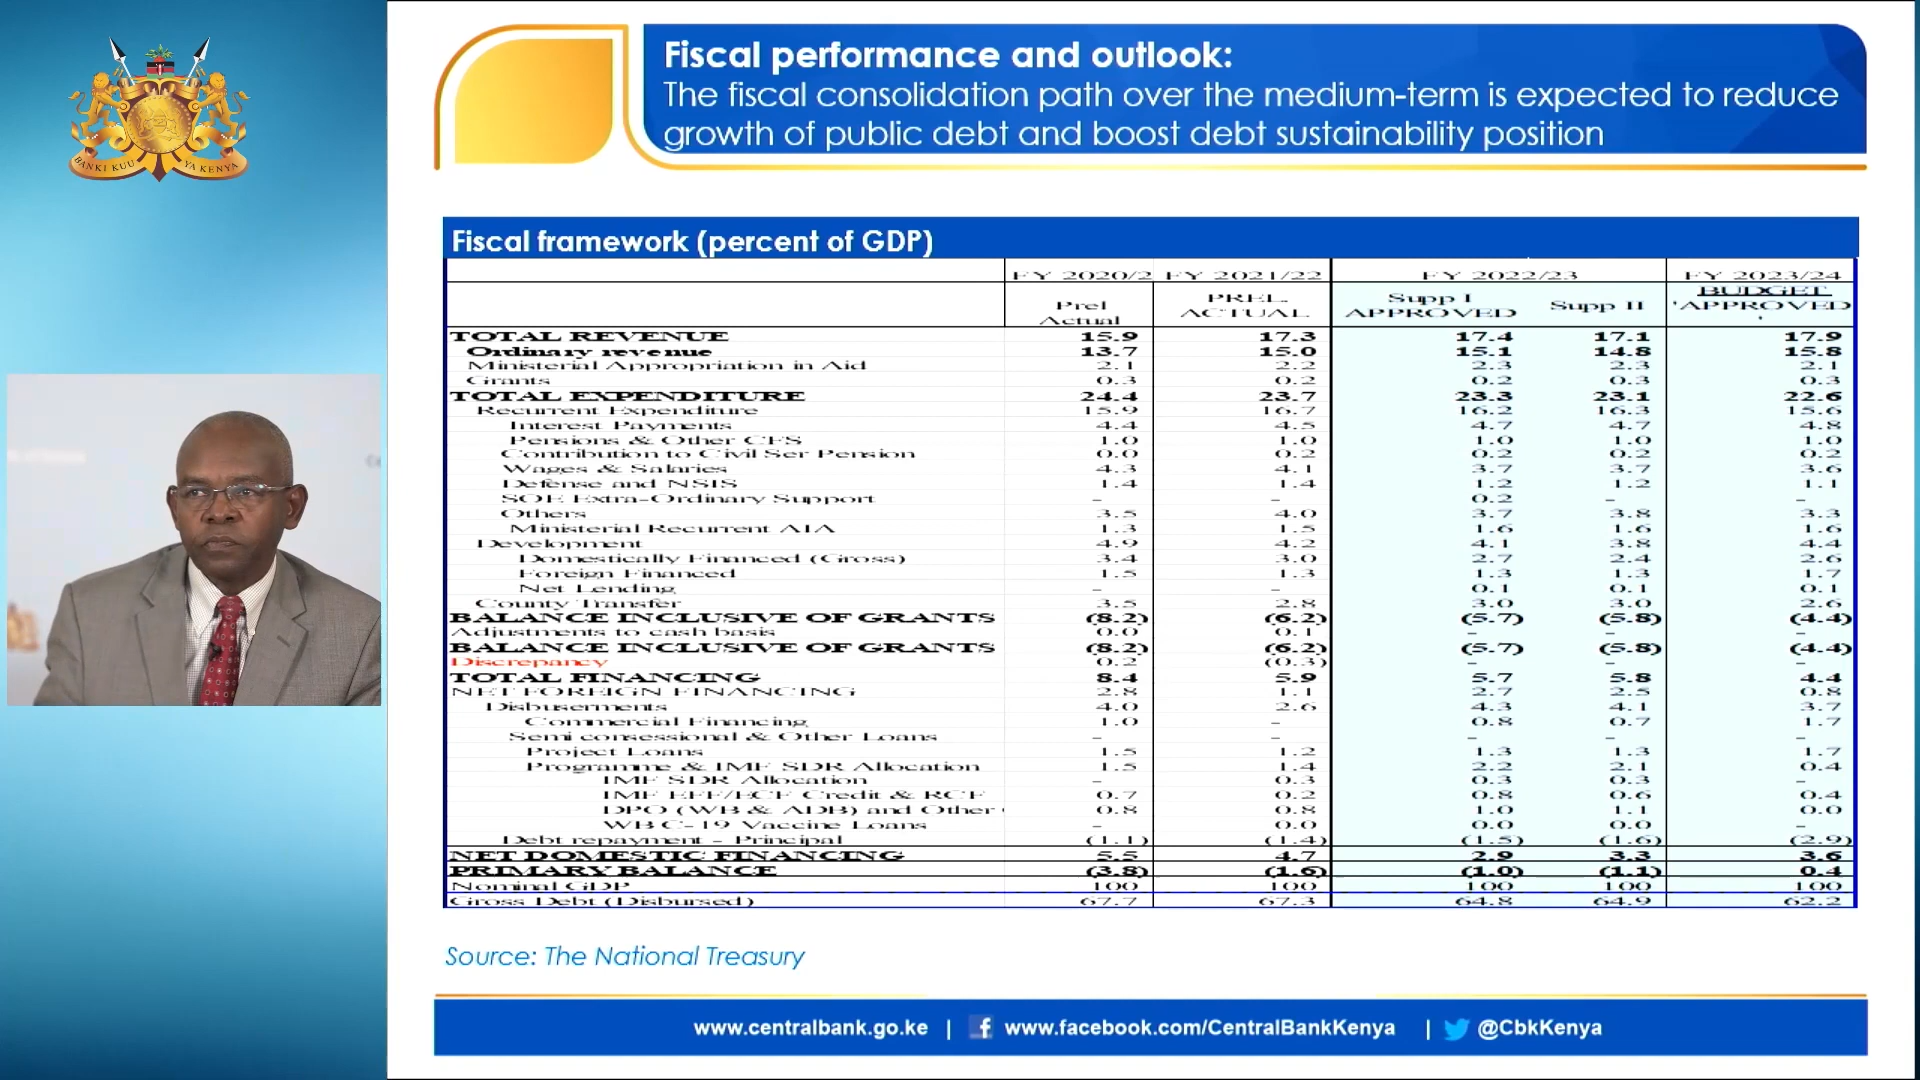 BANKI KUU YA KENYA
Fiscal performance and outlook:
The fiscal consolidation path over the medium-term is expected to reduce
growth of public debt and boost debt sustainability position
Fiscal framework (percent of GDP)
FY 2020/2 FY 2021/22 FY 2022/23 FY 2023/24
Prel Actual PREL. ACTUAL Supp I APPROVED Supp II BUDGET 'APPROVED'
TOTAL REVENUE 15.9 17.3 17.4 17.1 17.9
Ordinary revenue 13.7 15.0 15.1 14.8 15.8
Ministerial Appropriation in Aid 2.1 2.2 2.3 2.3 2.1
Grants 0.3 0.2 0.2 0.3 0.3
TOTAL EXPENDITURE 24.4 23.7 23.3 23.1 22.6
Recurrent Expenditure 15.9 16.7 16.2 16.3 15.6
Interest Payments 4.4 4.5 4.7 4.7 4.8
Pensions & Other CFS 1.0 1.0 1.0 1.0 1.0
Contribution to Civil Ser Pension 0.0 0.2 0.2 0.2 0.2
Wages & Salaries 4.3 4.1 3.7 3.7 3.6
Defense and NSIS 1.4 1.4 1.2 1.2 1.1
SOE Extra-Ordinary Support - - 0.2 - -
Others 3.5 4.0 3.7 3.8 3.3
Ministerial Recurrent AIA 1.3 1.5 1.6 1.6 1.6
Development 4.9 4.2 4.1 3.8 4.4
Domestically Financed (Gross) 3.4 3.0 2.7 2.4 2.6
Foreign Financed 1.5 1.3 1.3 1.3 1.7
Net Lending - - 0.1 0.1 0.1
County Transfer 3.5 2.8 3.0 3.0 2.6
BALANCE INCLUSIVE OF GRANTS (8.2) (6.2) (5.7) (5.8) (4.4)
Adjustments to cash basis 0.0 0.1 - - -
BALANCE INCLUSIVE OF GRANTS (8.2) (6.2) (5.7) (5.8) (4.4)
Discrepancy 0.2 (0.3) - - -
TOTAL FINANCING 8.4 5.9 5.7 5.8 4.4
NET FOREIGN FINANCING 2.8 1.1 2.7 2.5 0.8
Disbuserments 4.0 2.6 4.3 4.1 3.7
Commercial Financing 1.0 - 0.8 0.7 1.7
Semi consessional & Other Loans - - - - -
Project Loans 1.5 1.2 1.3 1.3 1.7
Programme & IMF SDR Allocation 1.5 1.4 2.2 2.1 0.4
IMF SDR Allocation - 0.3 0.3 0.3 -
IMF EFF/ECF Credit & RCF 0.7 0.2 0.8 0.6 0.4
DPO (WB & ADB) and Other 0.8 0.8 1.0 1.1 0.0
WB C-19 Vaccine Loans - 0.0 0.0 0.0 -
Debt repayment - Principal (1.1) (1.4) (1.5) (1.6) (2.9)
NET DOMESTIC FINANCING 5.5 4.7 2.9 3.3 3.6
PRIMARY BALANCE (3.8) (1.6) (1.0) (1.1) 0.4
Nominal GDP 100 100 100 100 100
Gross Debt (Disbursed) 67.7 67.3 64.8 64.9 62.2
Source: The National Treasury
www.centralbank.go.ke | www.facebook.com/CentralBankKenya | @CbkKenya